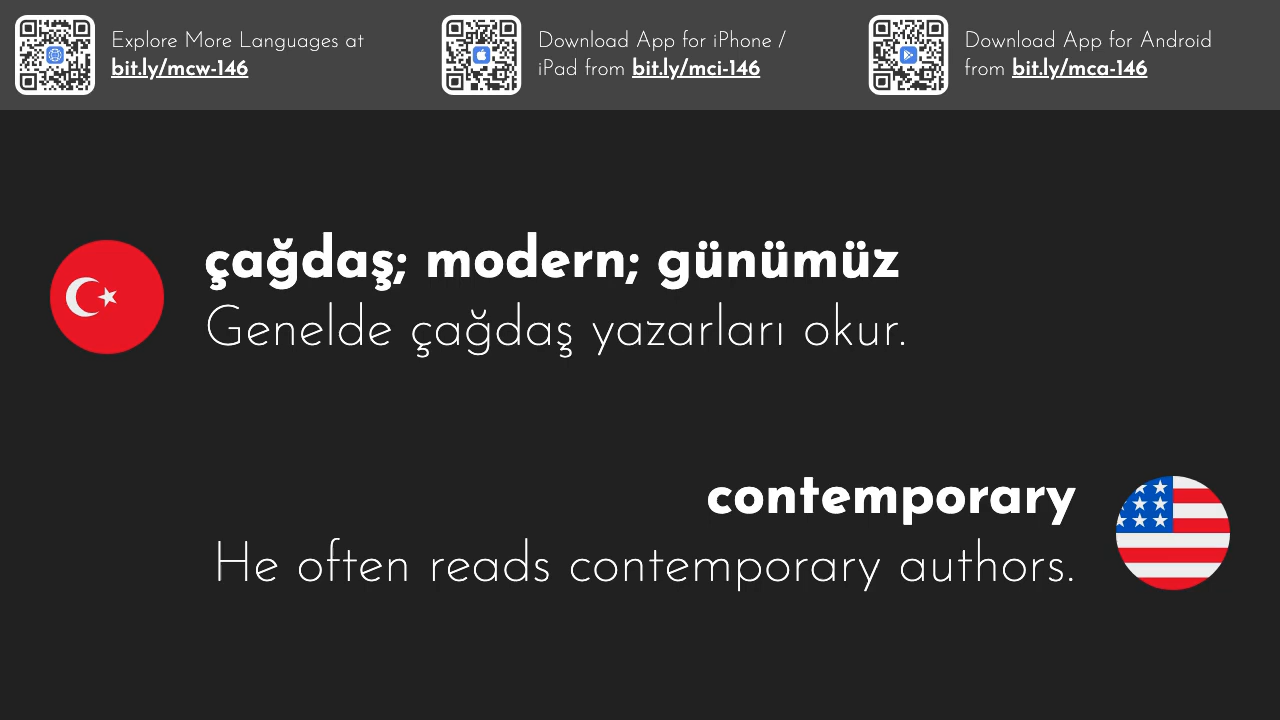 Explore More Languages at
bit.ly/mcw-146
Download App for iPhone /
iPad from bit.ly/mci-146
Download App for Android
from bit.ly/mca-146
çağdaş; modern; günümüz
Genelde çağdaş yazarları okur.
contemporary
He often reads contemporary authors.